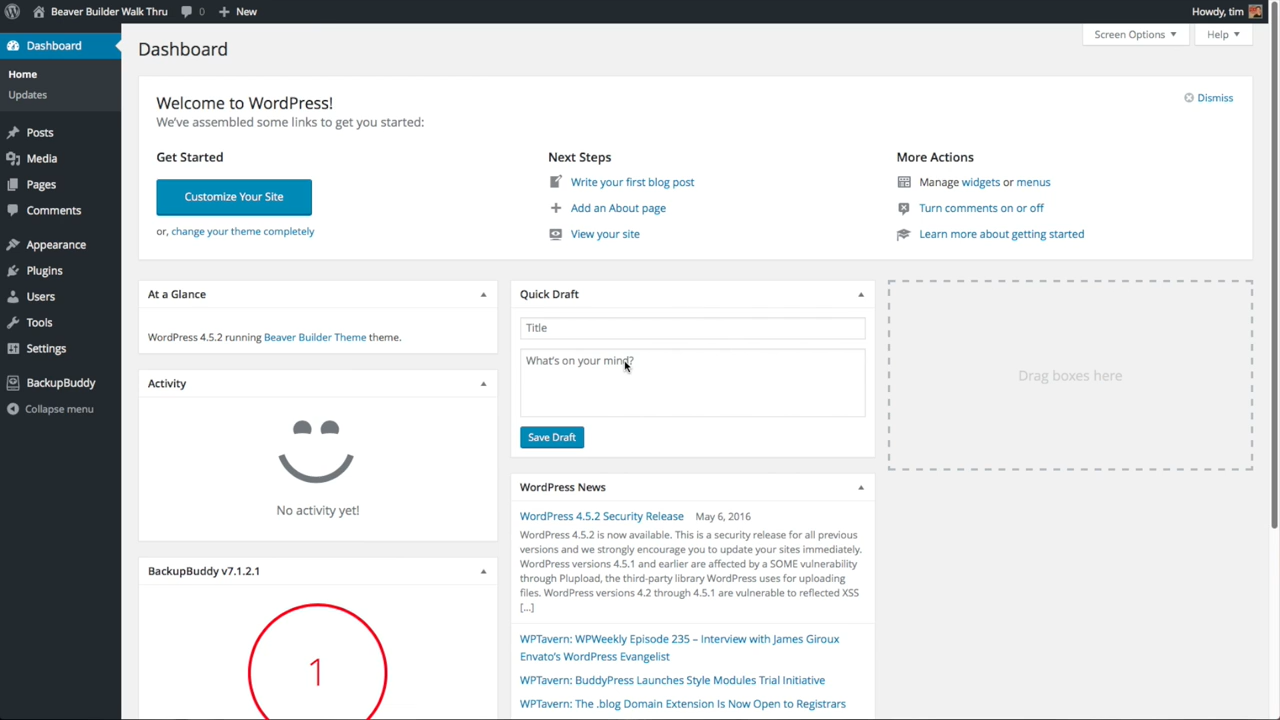 Beaver Builder Walk Thru
0
New
Howdy, tim
Dashboard
Home
Updates
Posts
Media
Pages
Comments
Appearance
Plugins
Users
Tools
Settings
BackupBuddy
Collapse menu
Dashboard
Screen Options
Help
Welcome to WordPress!
We've assembled some links to get you started:
Dismiss
Get Started
Customize Your Site
or, change your theme completely
Next Steps
Write your first blog post
Add an About page
View your site
More Actions
Manage widgets or menus
Turn comments on or off
Learn more about getting started
At a Glance
WordPress 4.5.2 running Beaver Builder Theme theme.
Activity
No activity yet!
BackupBuddy v7.1.2.1
1
Quick Draft
Title
What's on your mind?
Save Draft
WordPress News
WordPress 4.5.2 Security Release May 6, 2016
WordPress 4.5.2 is now available. This is a security release for all previous
versions and we strongly encourage you to update your sites immediately.
WordPress versions 4.5.1 and earlier are affected by a SOME vulnerability
through Plupload, the third-party library WordPress uses for uploading
files. WordPress versions 4.2 through 4.5.1 are vulnerable to reflected XSS
[...]
WPTavern: WPWeekly Episode 235 – Interview with James Giroux
Envato's WordPress Evangelist
WPTavern: BuddyPress Launches Style Modules Trial Initiative
WPTavern: The .blog Domain Extension Is Now Open to Registrars
Drag boxes here